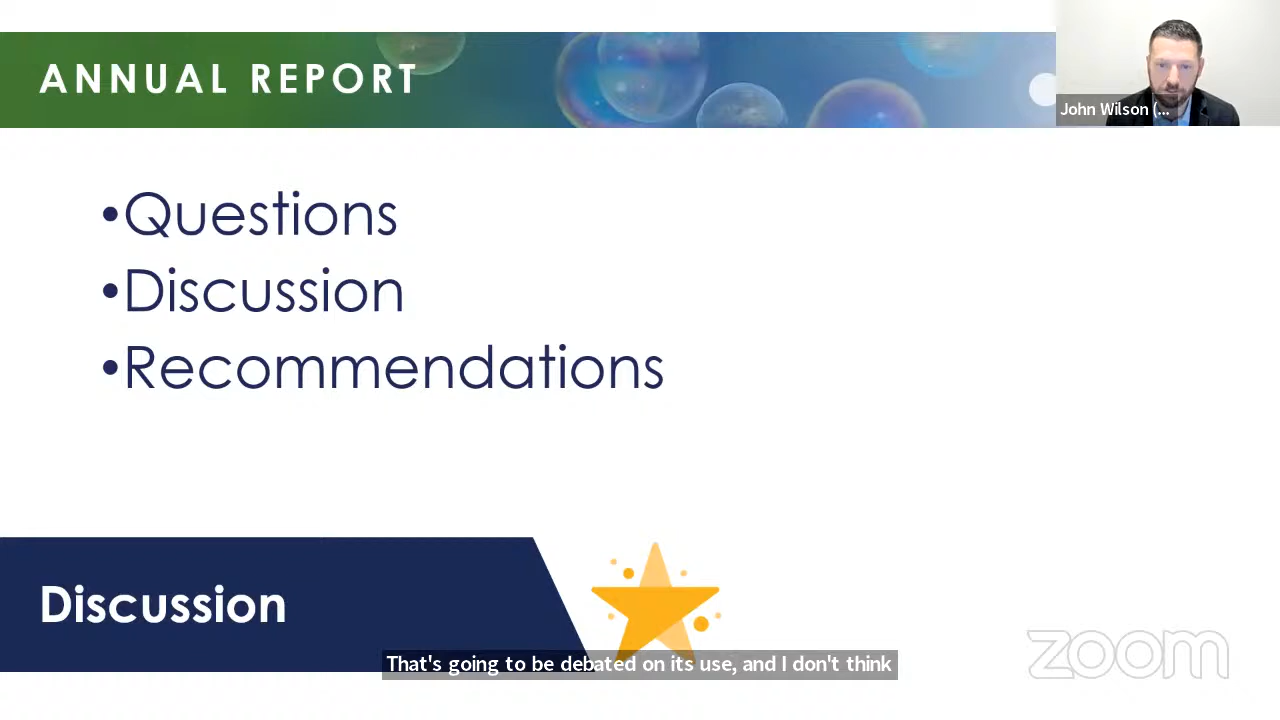 ANNUAL REPORT
John Wilson (...
•Questions
•Discussion
•Recommendations
Discussion
That's going to be debated on its use, and I don't think
zoom